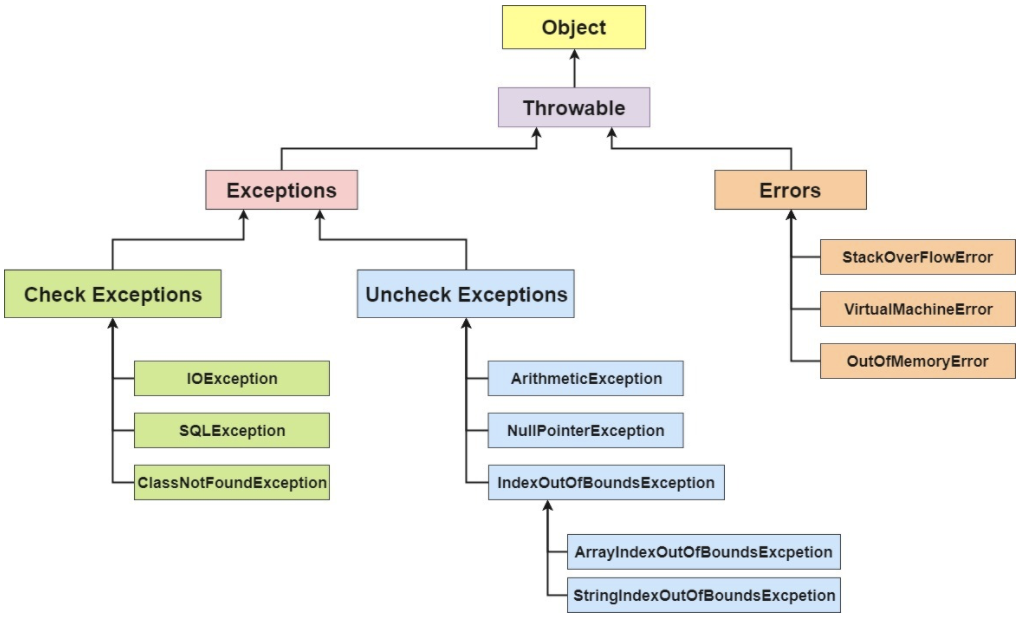 Object
Throwable
Exceptions
Errors
StackOverFlowError
VirtualMachineError
OutOfMemoryError
Check Exceptions
Uncheck Exceptions
IOException
SQLException
ClassNotFoundException
ArithmeticException
NullPointerException
IndexOutOfBoundsException
ArrayIndexOutOfBoundsExcpetion
StringIndexOutOfBoundsExcpetion